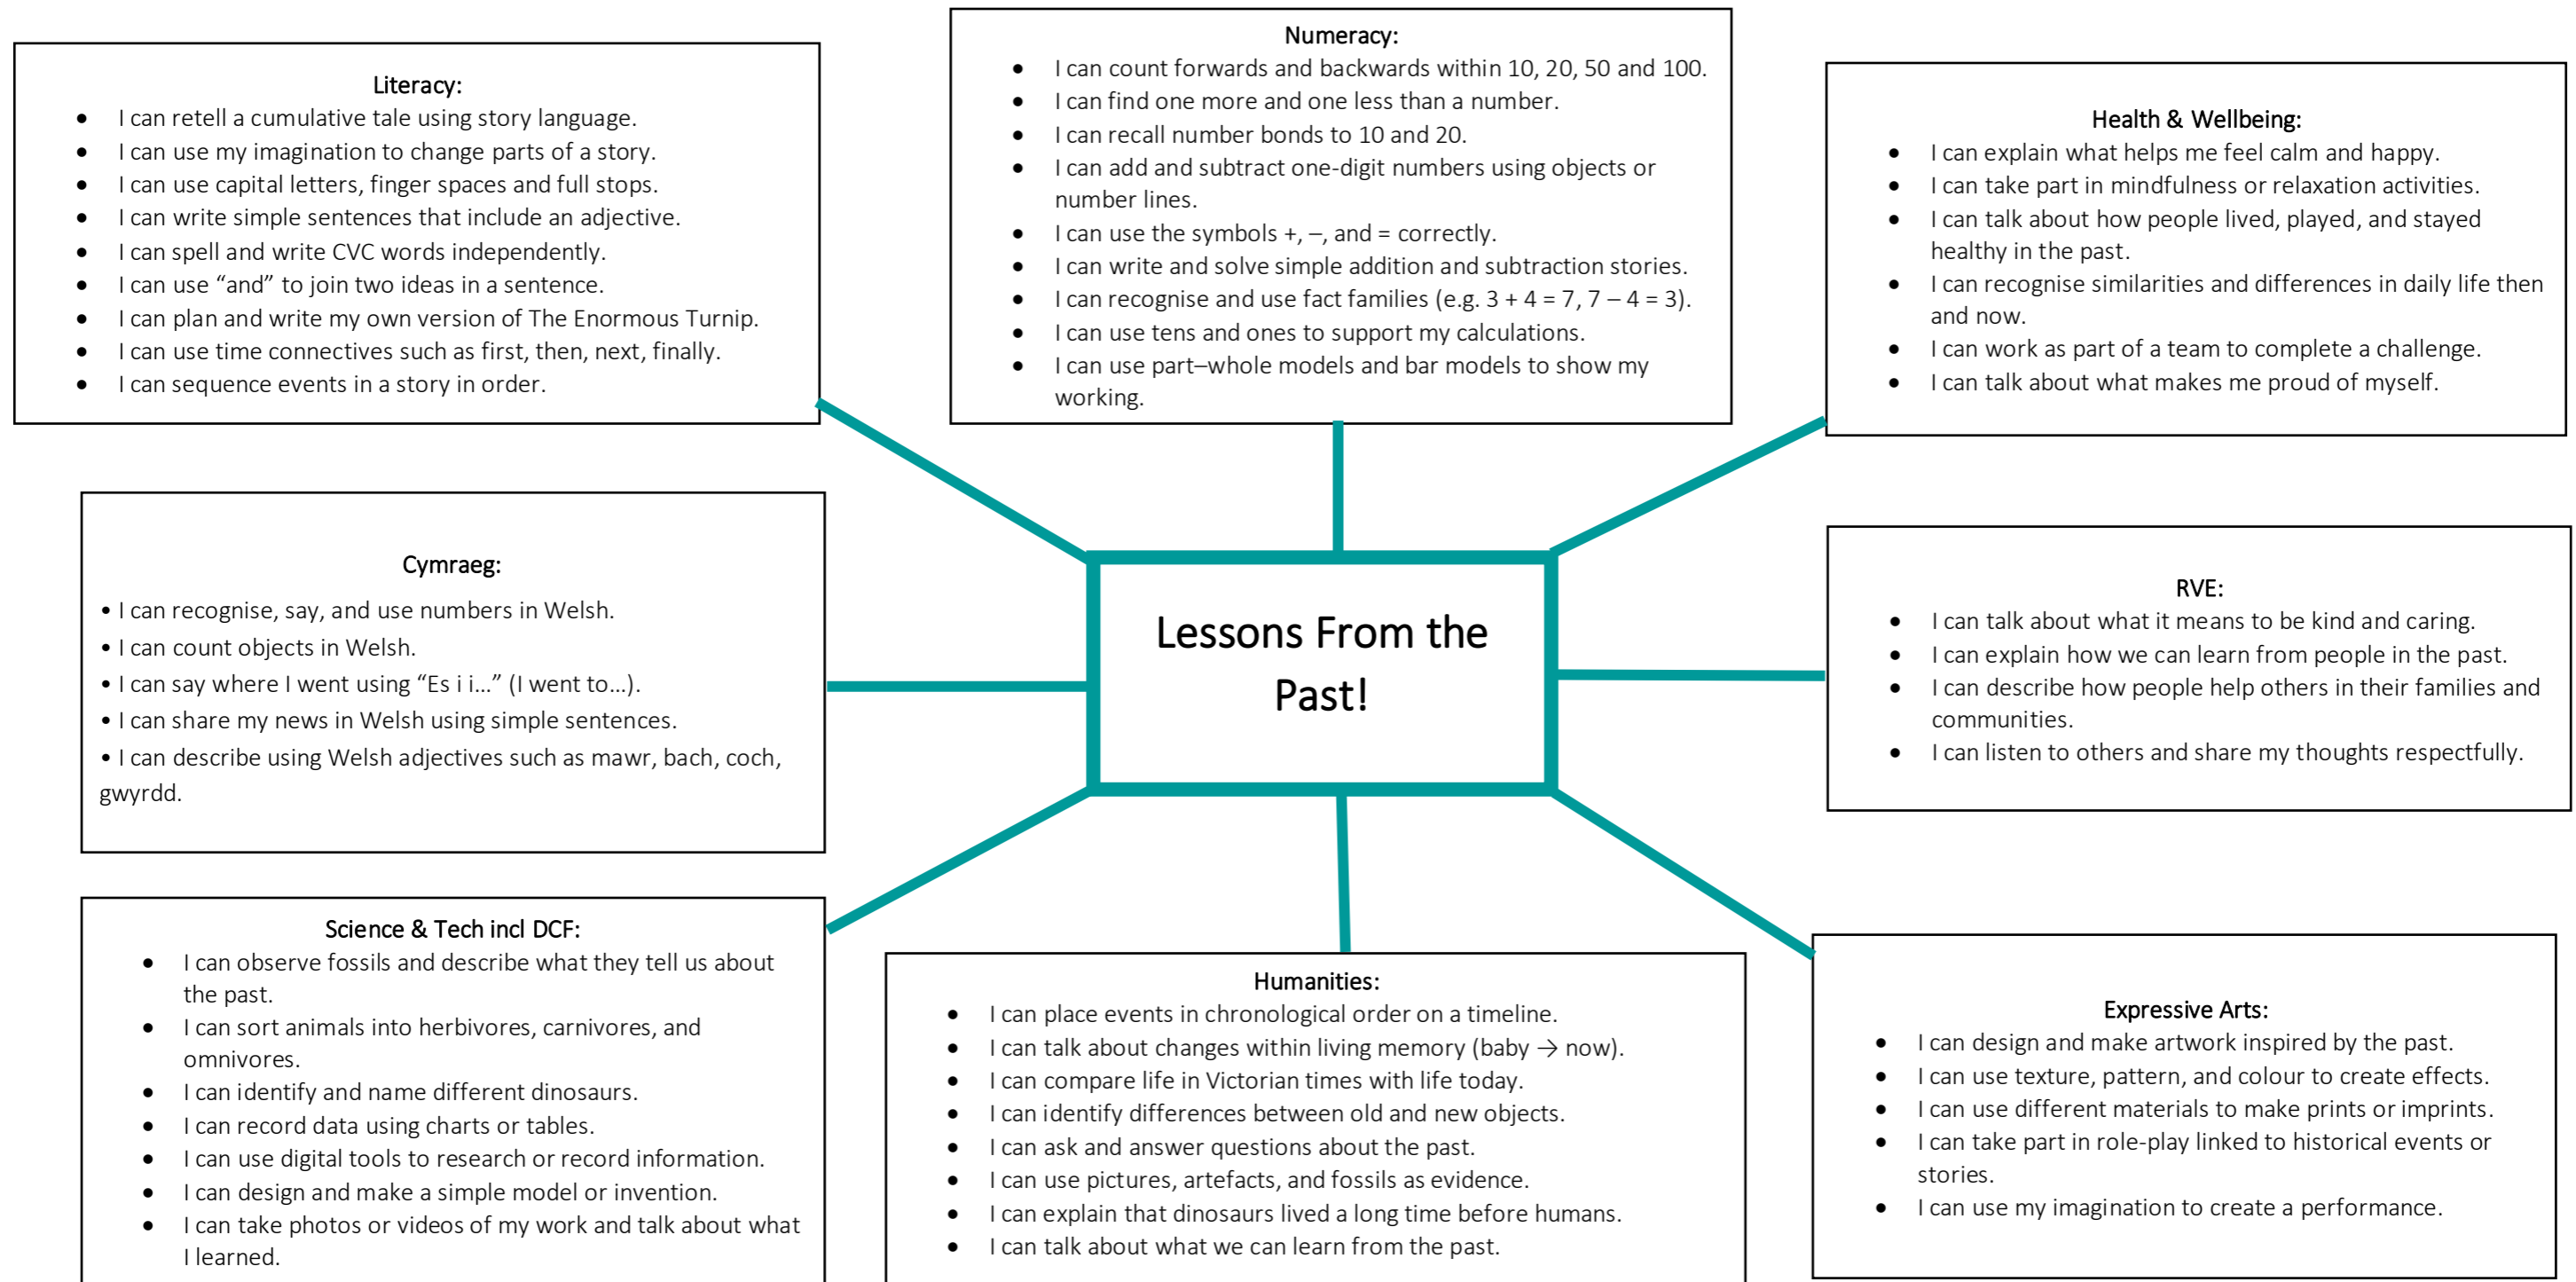 Literacy:
• I can retell a cumulative tale using story language.
• I can use my imagination to change parts of a story.
• I can use capital letters, finger spaces and full stops.
• I can write simple sentences that include an adjective.
• I can spell and write CVC words independently.
• I can use “and” to join two ideas in a sentence.
• I can plan and write my own version of The Enormous Turnip.
• I can use time connectives such as first, then, next, finally.
• I can sequence events in a story in order.
Numeracy:
• I can count forwards and backwards within 10, 20, 50 and 100.
• I can find one more and one less than a number.
• I can recall number bonds to 10 and 20.
• I can add and subtract one-digit numbers using objects or
number lines.
• I can use the symbols +, –, and = correctly.
• I can write and solve simple addition and subtraction stories.
• I can recognise and use fact families (e.g. 3 + 4 = 7, 7 – 4 = 3).
• I can use tens and ones to support my calculations.
• I can use part–whole models and bar models to show my
working.
Health & Wellbeing:
• I can explain what helps me feel calm and happy.
• I can take part in mindfulness or relaxation activities.
• I can talk about how people lived, played, and stayed
healthy in the past.
• I can recognise similarities and differences in daily life then
and now.
• I can work as part of a team to complete a challenge.
• I can talk about what makes me proud of myself.
Cymraeg:
• I can recognise, say, and use numbers in Welsh.
• I can count objects in Welsh.
• I can say where I went using “Es i i…” (I went to…).
• I can share my news in Welsh using simple sentences.
• I can describe using Welsh adjectives such as mawr, bach, coch,
gwyrdd.
Lessons From the
Past!
RVE:
• I can talk about what it means to be kind and caring.
• I can explain how we can learn from people in the past.
• I can describe how people help others in their families and
communities.
• I can listen to others and share my thoughts respectfully.
Science & Tech incl DCF:
• I can observe fossils and describe what they tell us about
the past.
• I can sort animals into herbivores, carnivores, and
omnivores.
• I can identify and name different dinosaurs.
• I can record data using charts or tables.
• I can use digital tools to research or record information.
• I can design and make a simple model or invention.
• I can take photos or videos of my work and talk about what
I learned.
Humanities:
• I can place events in chronological order on a timeline.
• I can talk about changes within living memory (baby → now).
• I can compare life in Victorian times with life today.
• I can identify differences between old and new objects.
• I can ask and answer questions about the past.
• I can use pictures, artefacts, and fossils as evidence.
• I can explain that dinosaurs lived a long time before humans.
• I can talk about what we can learn from the past.
Expressive Arts:
• I can design and make artwork inspired by the past.
• I can use texture, pattern, and colour to create effects.
• I can use different materials to make prints or imprints.
• I can take part in role-play linked to historical events or
stories.
• I can use my imagination to create a performance.